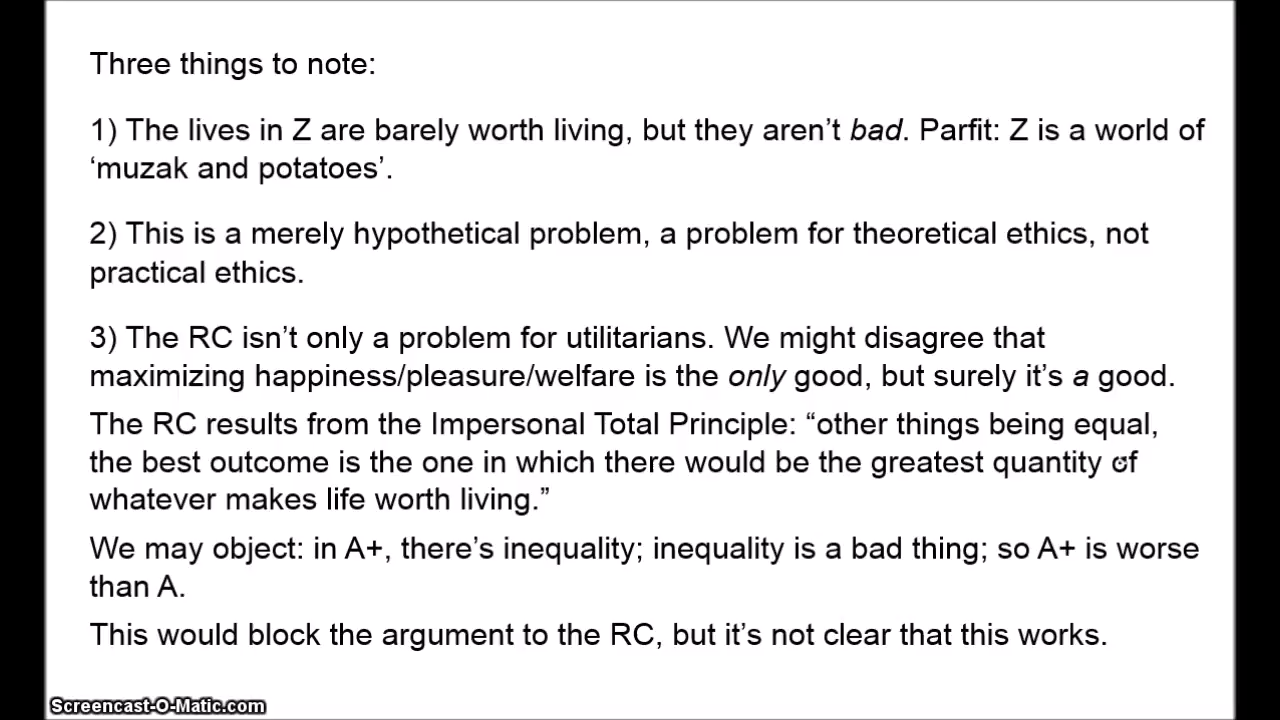 Three things to note:
1) The lives in Z are barely worth living, but they aren’t bad. Parfit: Z is a world of
‘muzak and potatoes’.
2) This is a merely hypothetical problem, a problem for theoretical ethics, not
practical ethics.
3) The RC isn’t only a problem for utilitarians. We might disagree that
maximizing happiness/pleasure/welfare is the only good, but surely it’s a good.
The RC results from the Impersonal Total Principle: “other things being equal,
the best outcome is the one in which there would be the greatest quantity of
whatever makes life worth living.”
We may object: in A+, there’s inequality; inequality is a bad thing; so A+ is worse
than A.
This would block the argument to the RC, but it’s not clear that this works.
Screencast-O-Matic.com